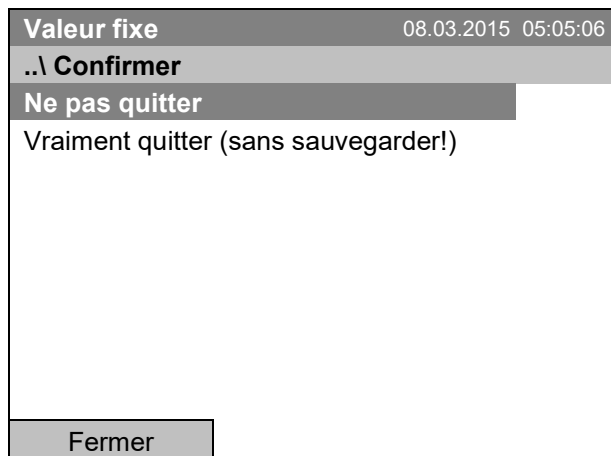 Valeur fixe 08.03.2015 05:05:06
..\ Confirmer
Ne pas quitter
Vraiment quitter (sans sauvegarder!)
Fermer